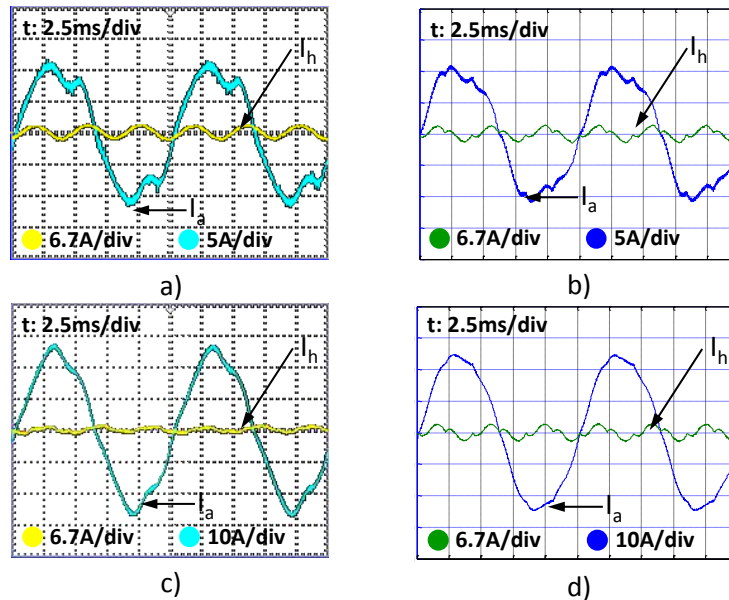 t: 2.5ms/div
I_h
I_a
6.7A/div 5A/div
a)
t: 2.5ms/div
I_h
I_a
6.7A/div 5A/div
b)
t: 2.5ms/div
I_h
I_a
6.7A/div 10A/div
c)
t: 2.5ms/div
I_h
I_a
6.7A/div 10A/div
d)